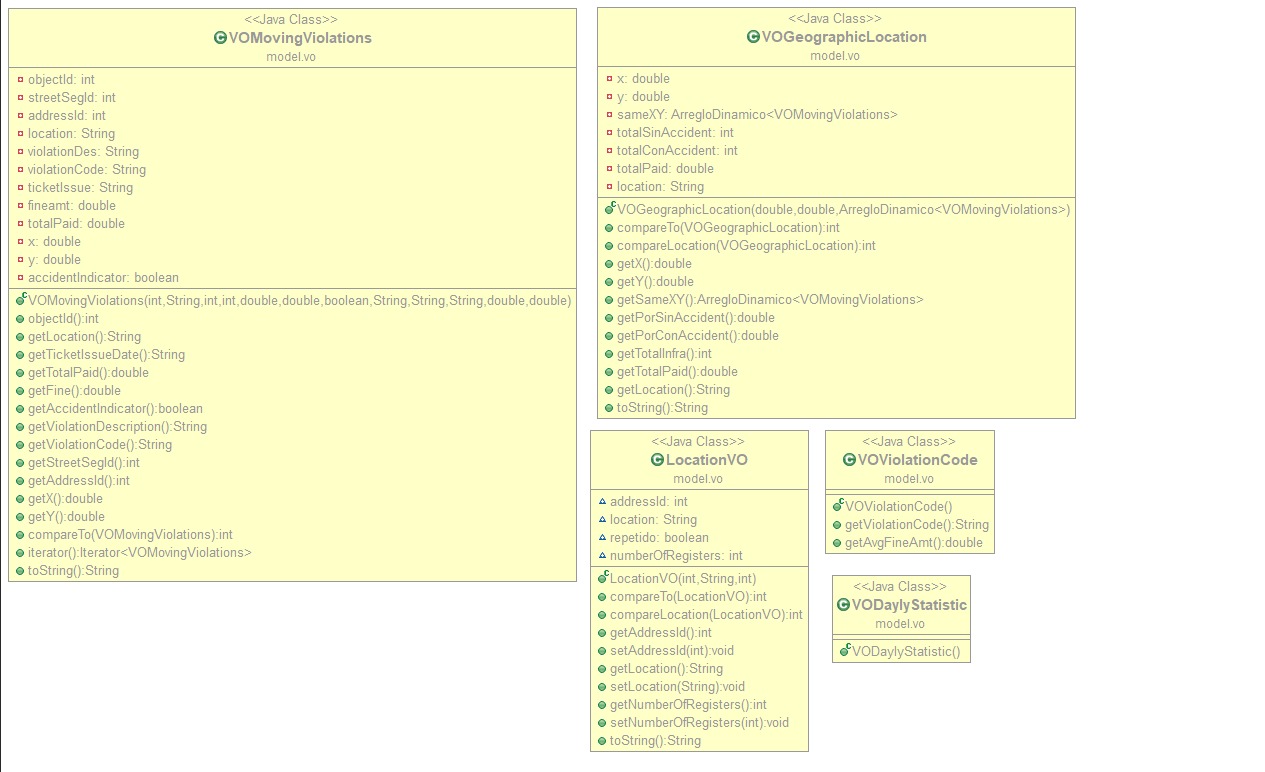 <<Java Class>>
VOMovingViolations
model.vo
objectId: int
streetSegId: int
addressId: int
location: String
violationDes: String
violationCode: String
ticketIssue: String
fineamt: double
totalPaid: double
x: double
y: double
accidentIndicator: boolean
VOMovingViolations(int,String,int,int,double,double,boolean,String,String,String,double,double)
objectId():int
getLocation():String
getTicketIssueDate():String
getTotalPaid():double
getFine():double
getAccidentIndicator():boolean
getViolationDescription():String
getViolationCode():String
getStreetSegId():int
getAddressId():int
getX():double
getY():double
compareTo(VOMovingViolations):int
iterator():Iterator<VOMovingViolations>
toString():String
<<Java Class>>
VOGeographicLocation
model.vo
x: double
y: double
sameXY: ArregloDinamico<VOMovingViolations>
totalSinAccident: int
totalConAccident: int
totalPaid: double
location: String
VOGeographicLocation(double,double,ArregloDinamico<VOMovingViolations>)
compareTo(VOGeographicLocation):int
compareLocation(VOGeographicLocation):int
getX():double
getY():double
getSameXY():ArregloDinamico<VOMovingViolations>
getPorSinAccident():double
getPorConAccident():double
getTotalInfra():int
getTotalPaid():double
getLocation():String
toString():String
<<Java Class>>
LocationVO
model.vo
addressId: int
location: String
repetido: boolean
numberOfRegisters: int
LocationVO(int,String,int)
compareTo(LocationVO):int
compareLocation(LocationVO):int
getAddressId():int
setAddressId(int):void
getLocation():String
setLocation(String):void
getNumberOfRegisters():int
setNumberOfRegisters(int):void
toString():String
<<Java Class>>
VOViolationCode
model.vo
VOViolationCode()
getViolationCode():String
getAvgFineAmt():double
<<Java Class>>
VODaylyStatistic
model.vo
VODaylyStatistic()